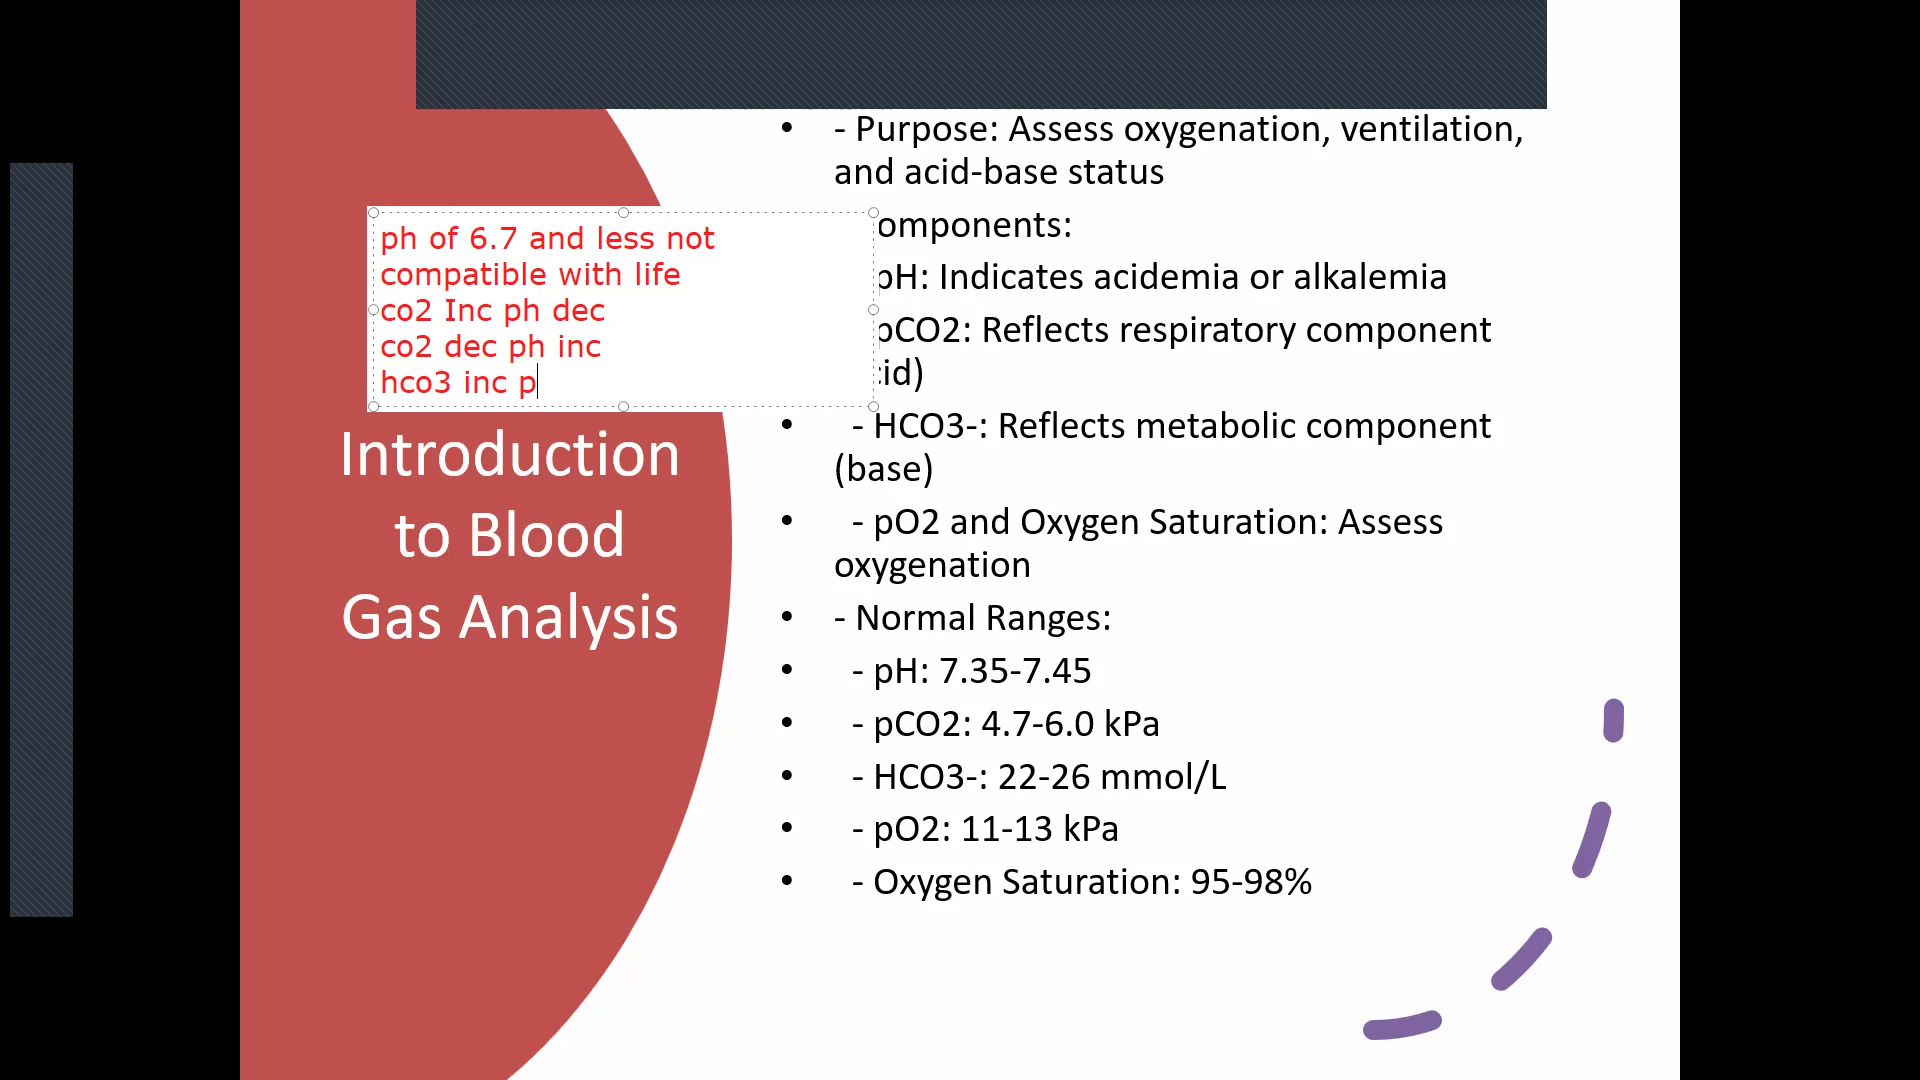 ph of 6.7 and less not
compatible with life
co2 Inc ph dec
co2 dec ph inc
hco3 inc p
Introduction
to Blood
Gas Analysis
• - Purpose: Assess oxygenation, ventilation,
and acid-base status
omponents:
pH: Indicates acidemia or alkalemia
pCO2: Reflects respiratory component
id)
• - HCO3-: Reflects metabolic component
(base)
• - pO2 and Oxygen Saturation: Assess
oxygenation
• - Normal Ranges:
• - pH: 7.35-7.45
• - pCO2: 4.7-6.0 kPa
• - HCO3-: 22-26 mmol/L
• - pO2: 11-13 kPa
• - Oxygen Saturation: 95-98%